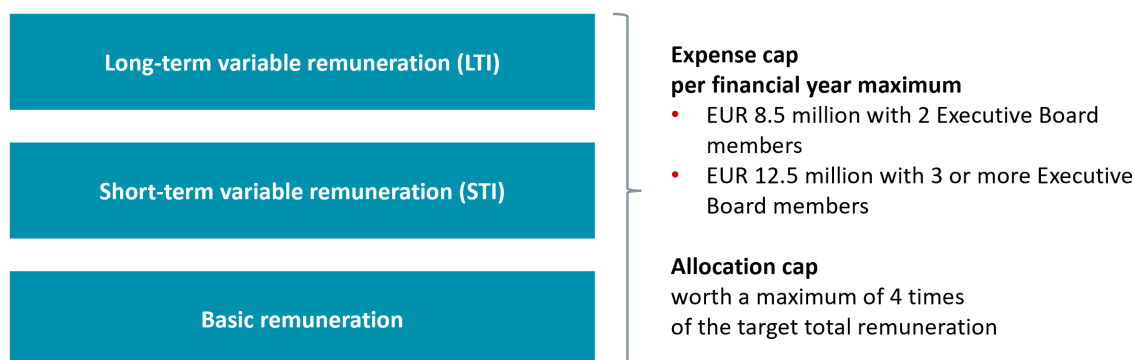 Long-term variable remuneration (LTI)
Short-term variable remuneration (STI)
Basic remuneration
Expense cap
per financial year maximum
• EUR 8.5 million with 2 Executive Board
members
• EUR 12.5 million with 3 or more Executive
Board members
Allocation cap
worth a maximum of 4 times
of the target total remuneration